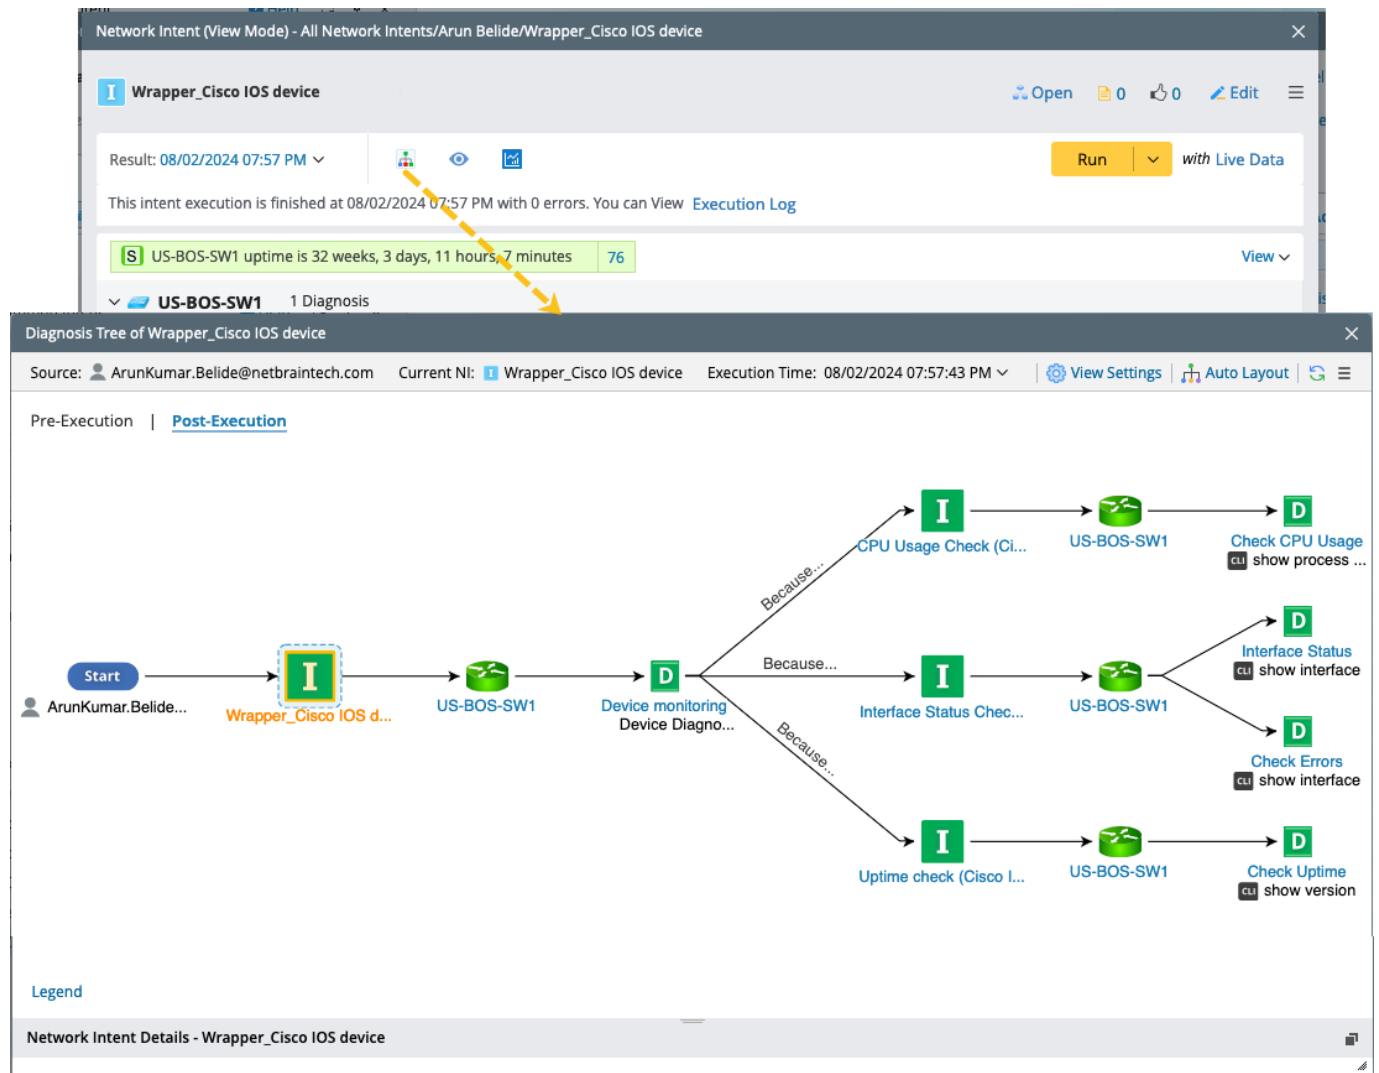 Network Intent (View Mode) - All Network Intents/Arun Belide/Wrapper_Cisco IOS device
I Wrapper_Cisco IOS device
Open 0 0 Edit
Result: 08/02/2024 07:57 PM
Run with Live Data
This intent execution is finished at 08/02/2024 07:57 PM with 0 errors. You can View Execution Log
S US-BOS-SW1 uptime is 32 weeks, 3 days, 11 hours, 7 minutes 76
View
US-BOS-SW1 1 Diagnosis
Diagnosis Tree of Wrapper_Cisco IOS device
Source: ArunKumar.Belide@netbraintech.com Current NI: I Wrapper_Cisco IOS device Execution Time: 08/02/2024 07:57:43 PM View Settings Auto Layout
Pre-Execution | Post-Execution
I
CPU Usage Check (Ci...
US-BOS-SW1
D
Check CPU Usage
CLI show process ...
Because...
D
Interface Status
CLI show interface
Start
ArunKumar.Belide...
I
Wrapper_Cisco IOS d...
US-BOS-SW1
D
Device monitoring
Device Diagno...
Because...
I
Interface Status Chec...
US-BOS-SW1
D
Check Errors
CLI show interface
Because...
I
Uptime check (Cisco I...
US-BOS-SW1
D
Check Uptime
CLI show version
Legend
Network Intent Details - Wrapper_Cisco IOS device